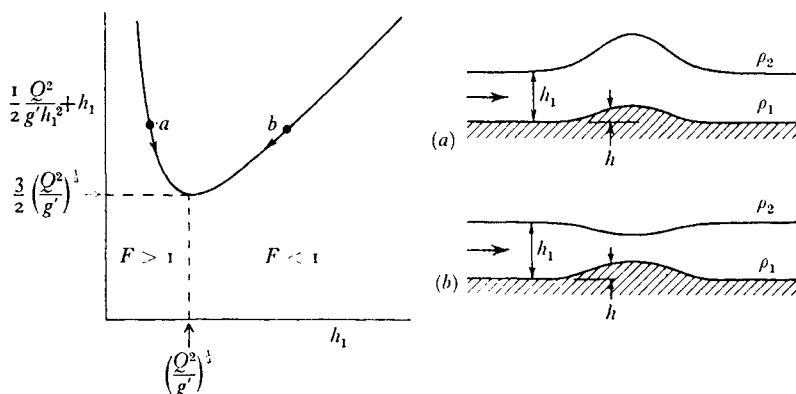 1/2 Q²/g′h₁² + h₁
a
b
3/2 (Q²/g′)^⅓
F > 1
F < 1
h₁
(Q²/g′)^⅓
ρ₂
h₁
ρ₁
(a)
h
ρ₂
h₁
ρ₁
(b)
h